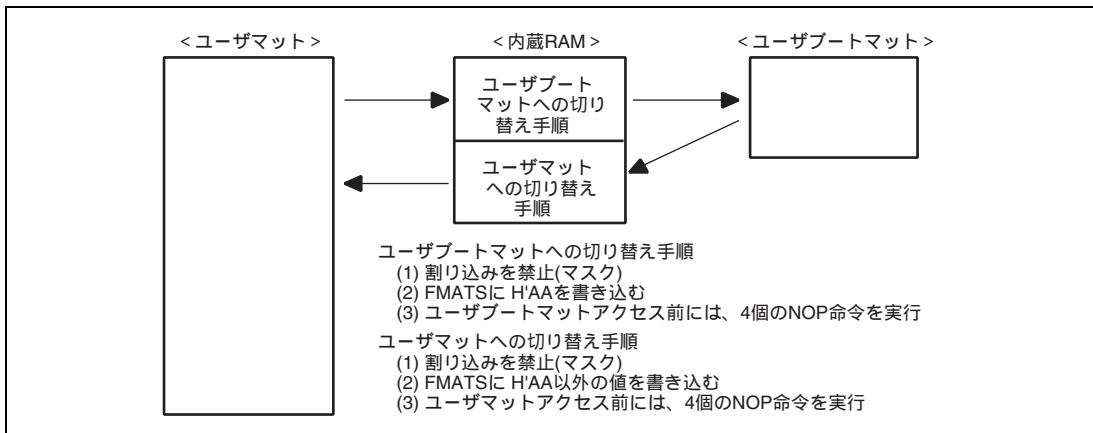 <ユーザマット>
<内蔵RAM>
<ユーザブートマット>
ユーザブート
マットへの切り
替え手順
ユーザマット
への切り替え
手順
ユーザブートマットへの切り替え手順
(1) 割り込みを禁止(マスク)
(2) FMATSに H'AAを書き込む
(3) ユーザブートマットアクセス前には、4個のNOP命令を実行
ユーザマットへの切り替え手順
(1) 割り込みを禁止(マスク)
(2) FMATSに H'AA以外の値を書き込む
(3) ユーザマットアクセス前には、4個のNOP命令を実行